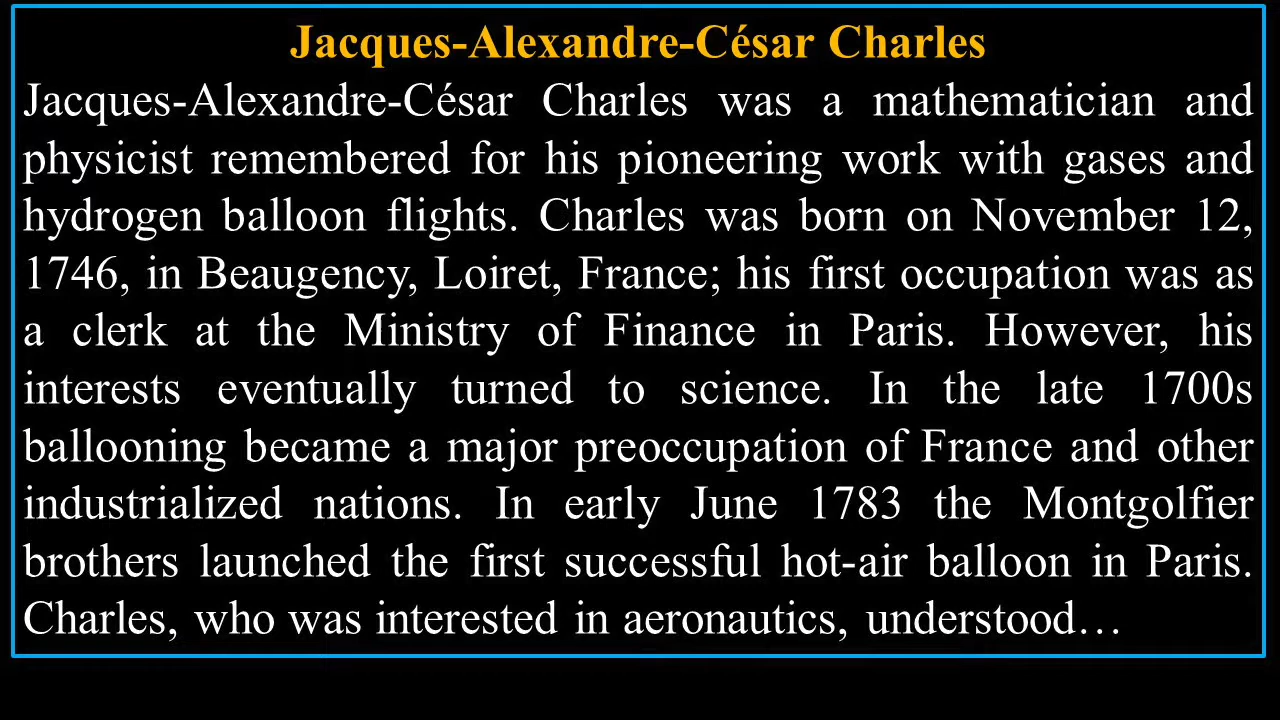 Jacques-Alexandre-César Charles
Jacques-Alexandre-César Charles was a mathematician and
physicist remembered for his pioneering work with gases and
hydrogen balloon flights. Charles was born on November 12,
1746, in Beaugency, Loiret, France; his first occupation was as
a clerk at the Ministry of Finance in Paris. However, his
interests eventually turned to science. In the late 1700s
ballooning became a major preoccupation of France and other
industrialized nations. In early June 1783 the Montgolfier
brothers launched the first successful hot-air balloon in Paris.
Charles, who was interested in aeronautics, understood…